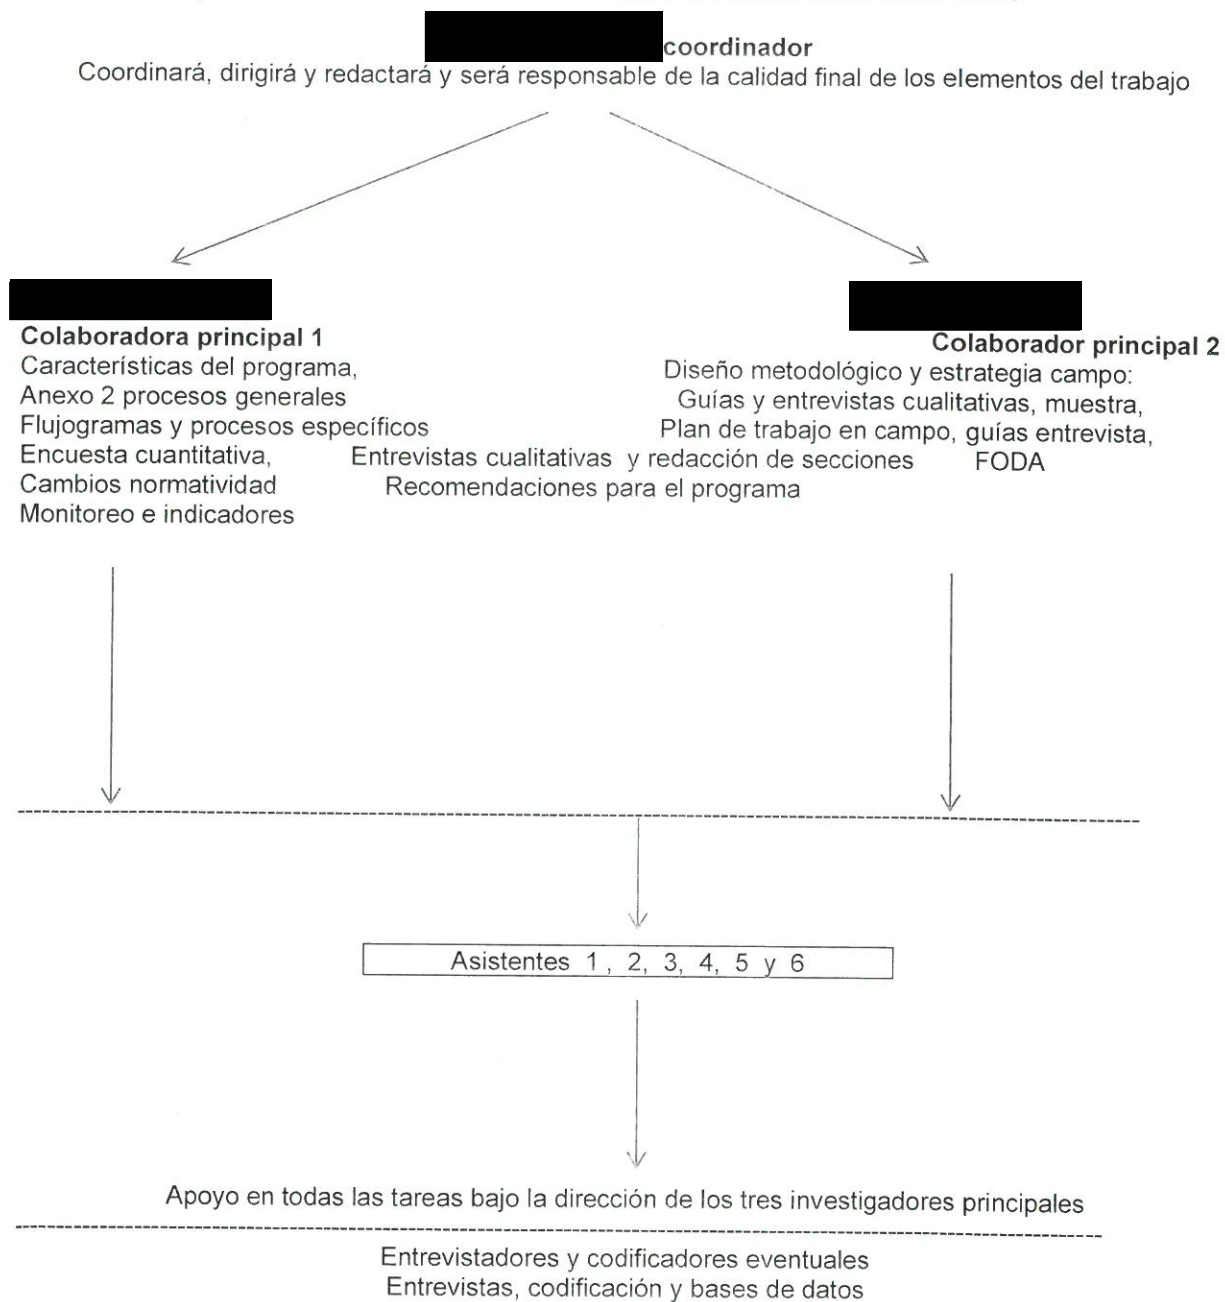 coordinador
Coordinará, dirigirá y redactará y será responsable de la calidad final de los elementos del trabajo
Colaboradora principal 1
Características del programa,
Anexo 2 procesos generales
Flujogramas y procesos específicos
Encuesta cuantitativa,
Cambios normatividad
Monitoreo e indicadores
Colaborador principal 2
Diseño metodológico y estrategia campo:
Guías y entrevistas cualitativas, muestra,
Plan de trabajo en campo, guías entrevista,
Entrevistas cualitativas y redacción de secciones FODA
Recomendaciones para el programa
Asistentes 1 , 2, 3, 4, 5 y 6
Apoyo en todas las tareas bajo la dirección de los tres investigadores principales
Entrevistadores y codificadores eventuales
Entrevistas, codificación y bases de datos